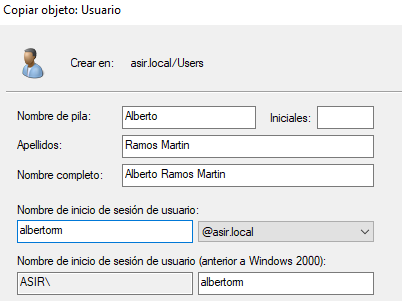 Copiar objeto: Usuario
Crear en: asir.local/Users
Nombre de pila: Alberto Iniciales:
Apellidos: Ramos Martin
Nombre completo: Alberto Ramos Martin
Nombre de inicio de sesión de usuario:
albertorm @asir.local
Nombre de inicio de sesión de usuario (anterior a Windows 2000):
ASIR\ albertorm